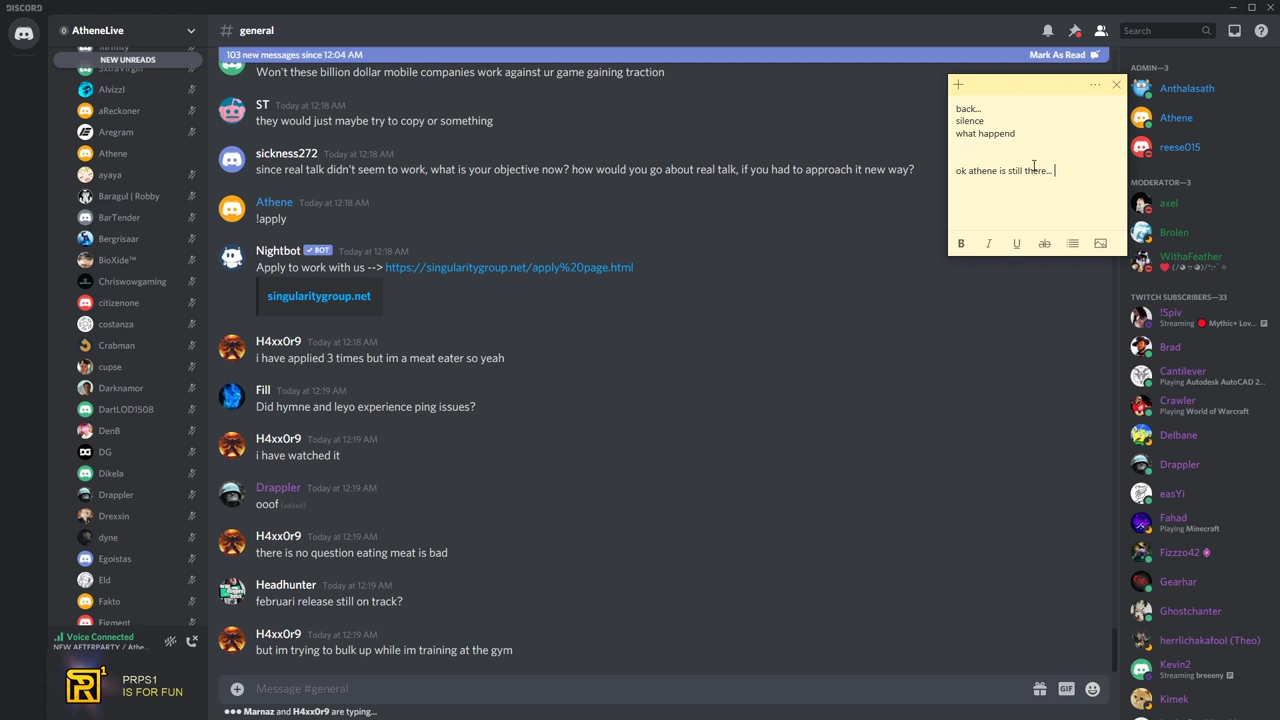 DISCORD
AtheneLive
# general
Search
NEW UNREADS
103 new messages since 12:04 AM
Mark As Read
Alvizzl
aReckoner
Aregram
Athene
ayaya
Baragul | Robby
BarTender
Bergrisaar
BioXide™
Chriswowgaming
citizenone
costanza
Crabman
cupse
Darknamor
DartLOD1508
DenB
DG
Dikela
Drappler
Drexxin
dyne
Egoistas
Eld
Fakto
Figment
Voice Connected
NEW AFTERPARTY / Athe...
PRPS1
IS FOR FUN
Won't these billion dollar mobile companies work against ur game gaining traction
ST Today at 12:18 AM
they would just maybe try to copy or something
sickness272 Today at 12:18 AM
since real talk didn't seem to work, what is your objective now? how would you go about real talk, if you had to approach it new way?
Athene Today at 12:18 AM
!apply
Nightbot BOT Today at 12:18 AM
Apply to work with us --> https://singularitygroup.net/apply%20page.html
singularitygroup.net
H4xx0r9 Today at 12:18 AM
i have applied 3 times but im a meat eater so yeah
Fill Today at 12:19 AM
Did hymne and leyo experience ping issues?
H4xx0r9 Today at 12:19 AM
i have watched it
Drappler Today at 12:19 AM
ooof (edited)
H4xx0r9 Today at 12:19 AM
there is no question eating meat is bad
Headhunter Today at 12:19 AM
februari release still on track?
H4xx0r9 Today at 12:19 AM
but im trying to bulk up while im training at the gym
Message #general
GIF
Marnaz and H4xx0r9 are typing...
back...
silence
what happend
ok athene is still there...
B I U ab
ADMIN—3
Anthalasath
Athene
reese015
MODERATOR—3
axel
Brolen
WithaFeather
TWITCH SUBSCRIBERS—33
!Spiv
Streaming Mythic+ Lov...
Brad
Cantilever
Playing Autodesk AutoCAD 2...
Crawler
Playing World of Warcraft
Delbane
Drappler
easYi
Fahad
Playing Minecraft
Fizzzo42
Gearhar
Ghostchanter
herrlichakafool (Theo)
Kevin2
Streaming breeeny
Kimek